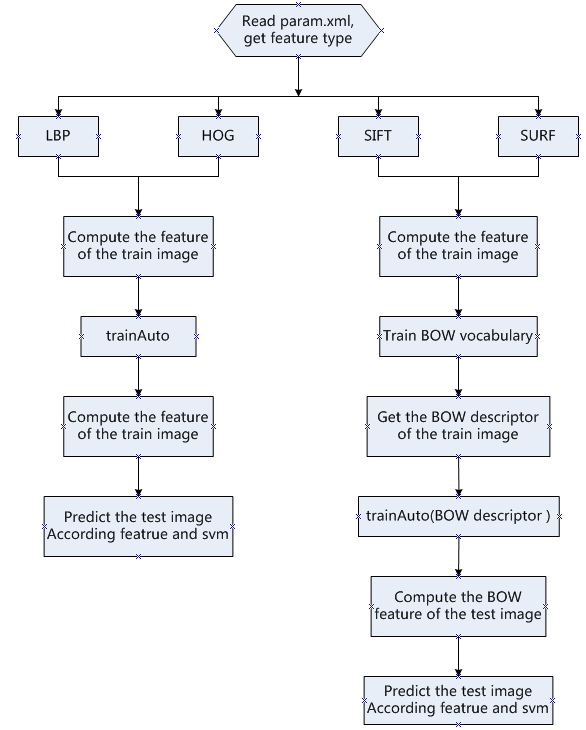 Read param.xml,
get feature type
LBP
HOG
SIFT
SURF
Compute the feature
of the train image
trainAuto
Compute the feature
of the train image
Predict the test image
According featrue and svm
Compute the feature
of the train image
Train BOW vocabulary
Get the BOW descriptor
of the train image
trainAuto(BOW descriptor )
Compute the BOW
feature of the test image
Predict the test image
According featrue and svm